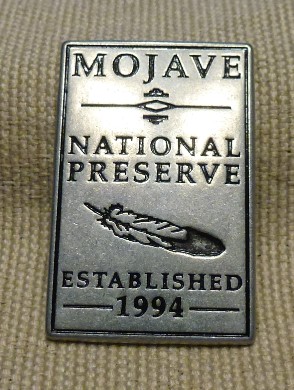 MOJAVE
NATIONAL
PRESERVE
ESTABLISHED
1994